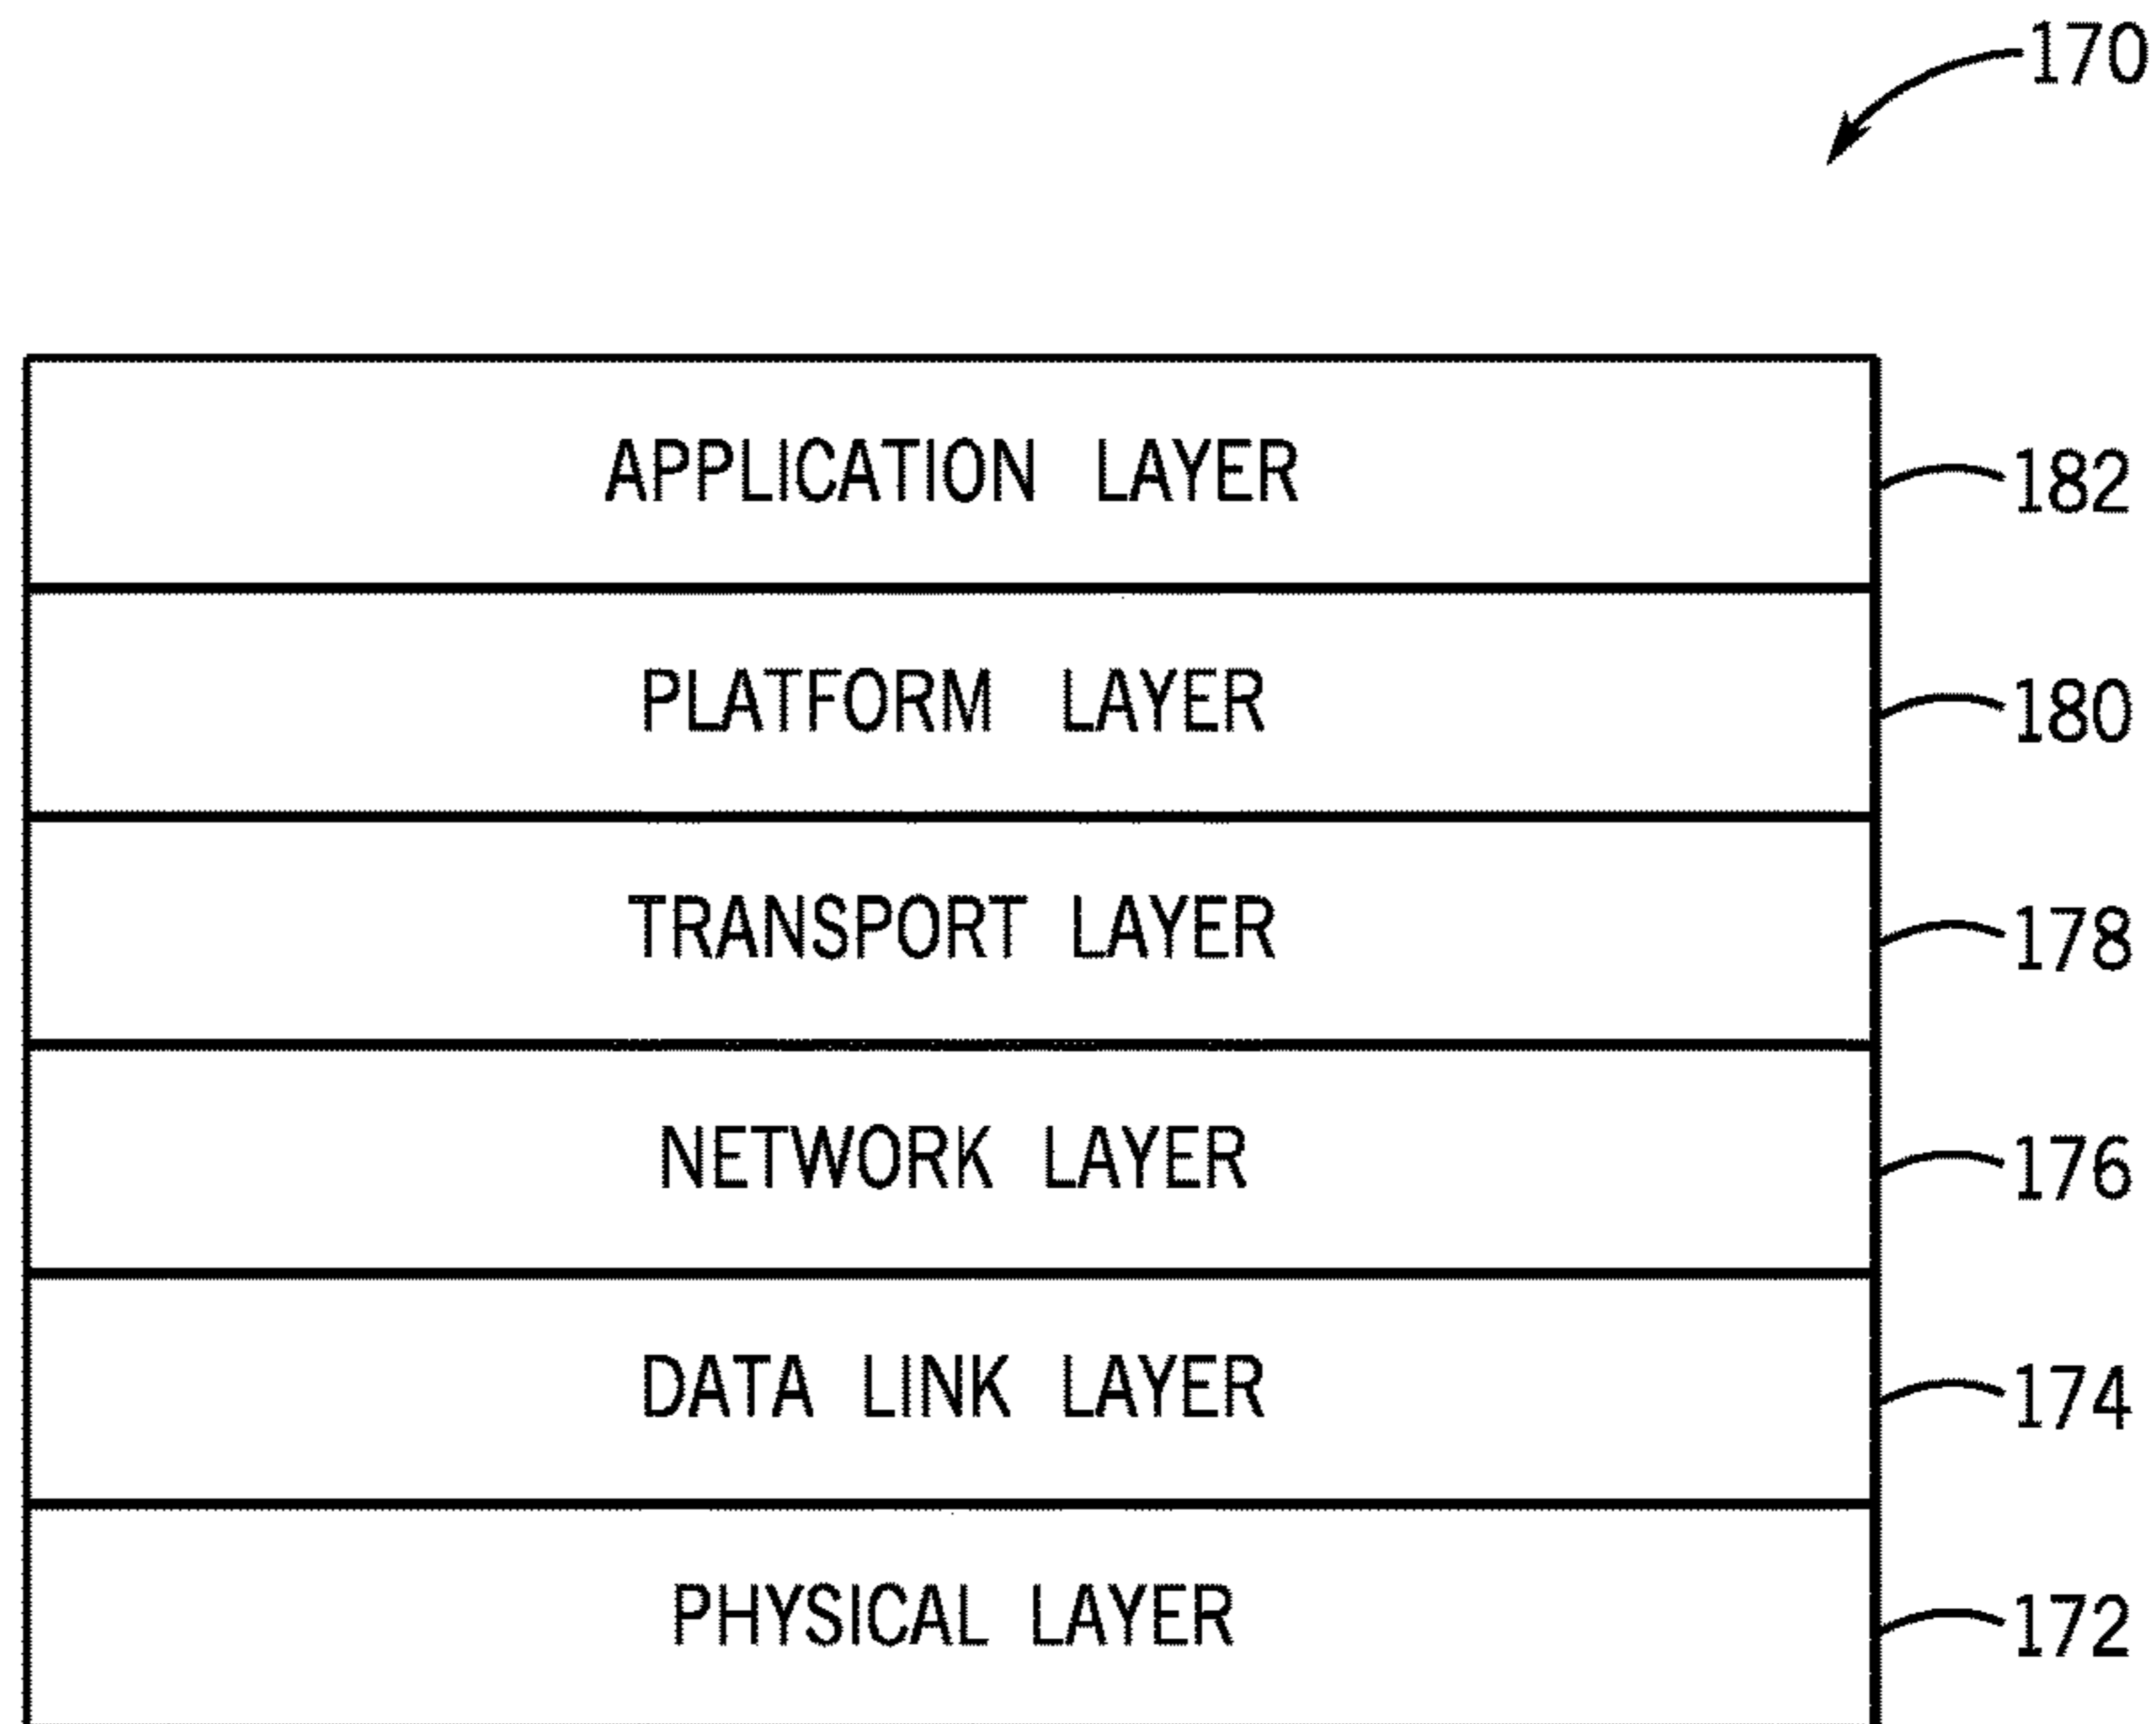 170
APPLICATION LAYER 182
PLATFORM LAYER 180
TRANSPORT LAYER 178
NETWORK LAYER 176
DATA LINK LAYER 174
PHYSICAL LAYER 172